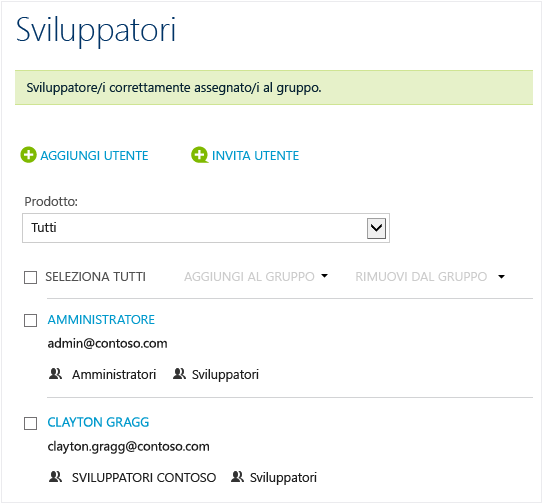 Sviluppatori
Sviluppatore/i correttamente assegnato/i al gruppo.
AGGIUNGI UTENTE INVITA UTENTE
Prodotto:
Tutti
SELEZIONA TUTTI AGGIUNGI AL GRUPPO RIMUOVI DAL GRUPPO
AMMINISTRATORE
admin@contoso.com
Amministratori Sviluppatori
CLAYTON GRAGG
clayton.gragg@contoso.com
SVILUPPATORI CONTOSO Sviluppatori